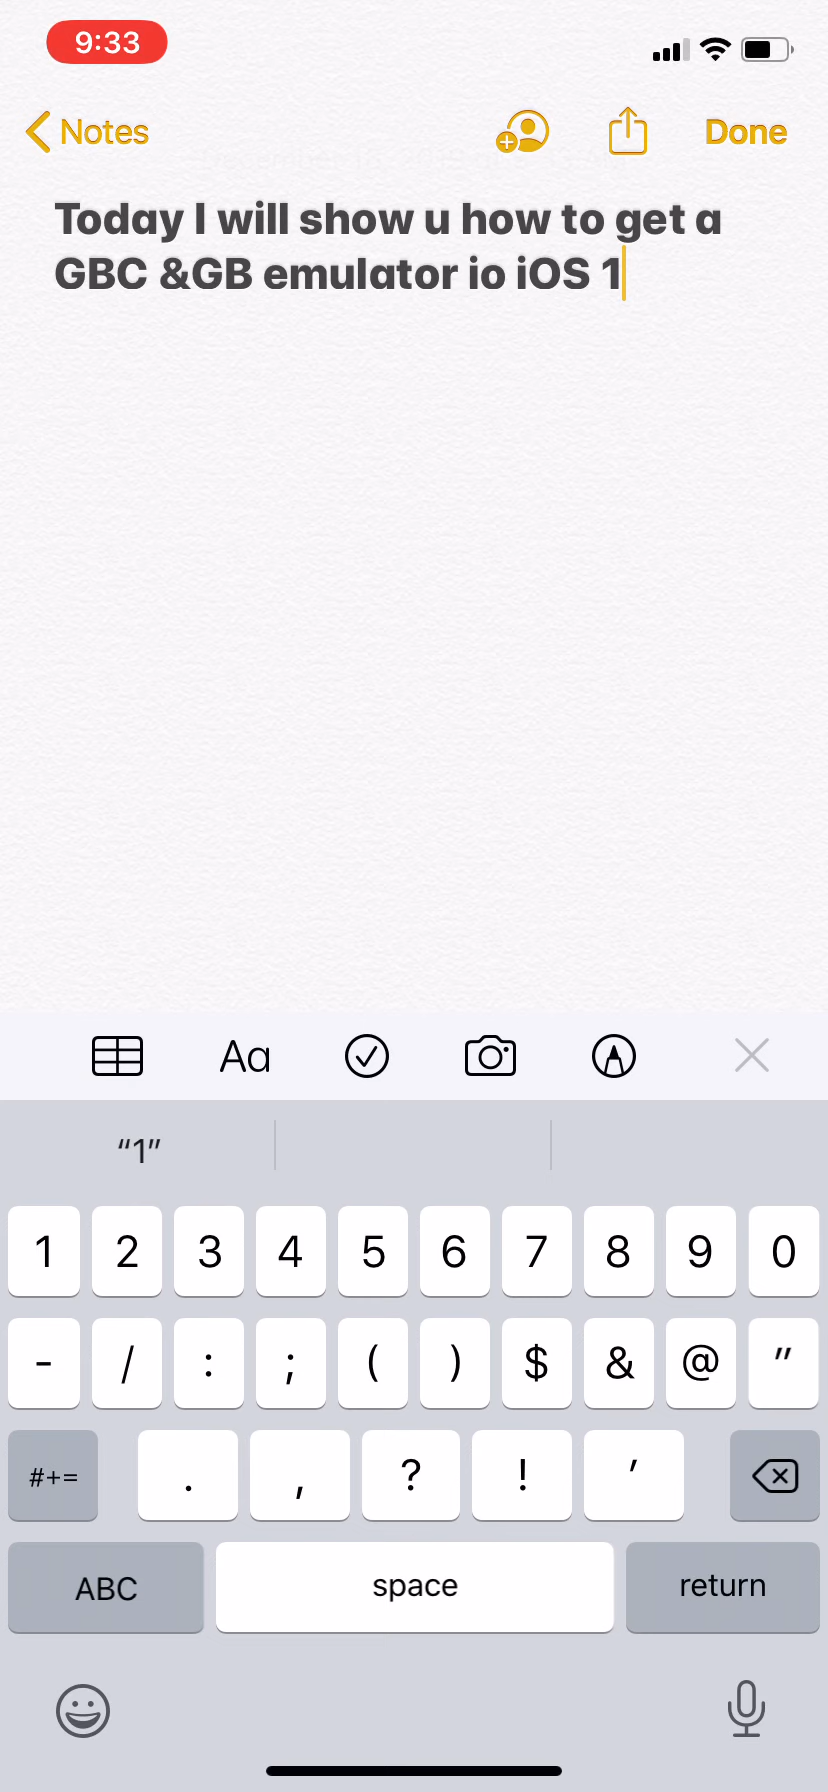 9:33
Notes
Done
Today I will show u how to get a
GBC &GB emulator io iOS 1
Aa
“1”
1 2 3 4 5 6 7 8 9 0
- / : ; ( ) $ & @ "
#+= . , ? ! '
ABC space return